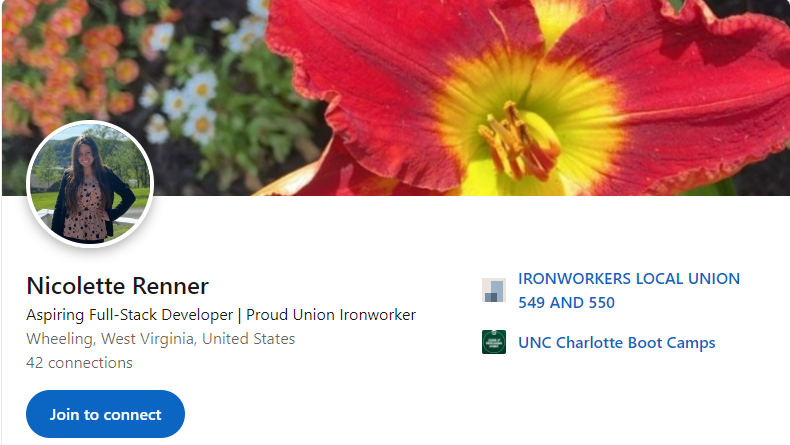 Nicolette Renner
Aspiring Full-Stack Developer | Proud Union Ironworker
Wheeling, West Virginia, United States
42 connections
Join to connect
IRONWORKERS LOCAL UNION
549 AND 550
UNC Charlotte Boot Camps